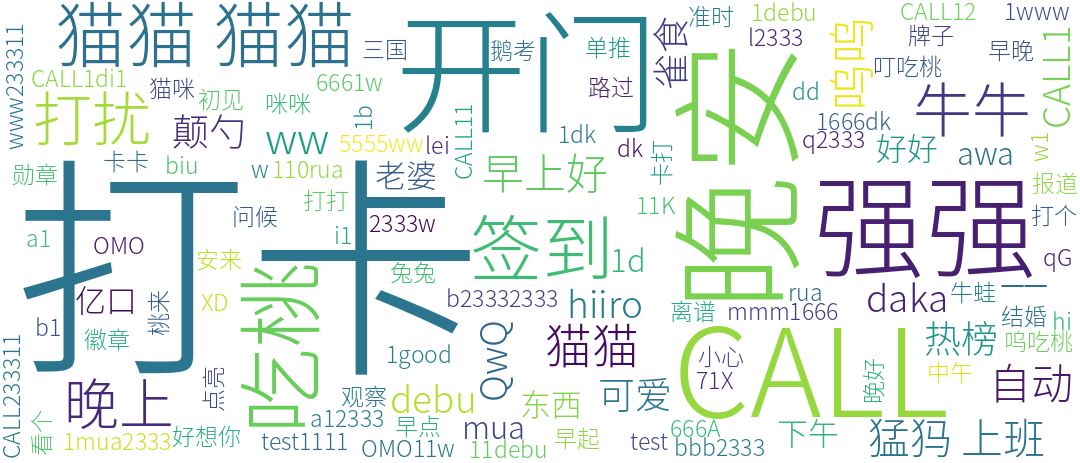 猫猫 猫猫
开门
打卡
晚安
强强
CALL
签到
吃桃
早上好
打扰
颠勺
牛牛
晚上
ww
老婆
QwQ
hiiro
猫猫
可爱
daka
热榜
自动
猛犸
上班
下午
东西
debu
mua
亿口
1d
awa
好好
呜呜
雀食
CALL1
www233311
CALL1di1
猫咪
初见
咪咪
三国
6661w
鹅考
单推
路过
准时
1debu
l2333
CALL12
1www
牌子
早晚
叮吃桃
dd
1666dk
q2333
w1
报道
打个
qG
勋章
卡卡
biu
w
110rua
1b
5555ww
lei
CALL11
1dk
dk
卡打
11K
问候
打打
2333w
i1
a1
OMO
安来
XD
兔兔
b23332333
b1
徽章
桃来
1good
离谱
rua
mmm1666
牛蛙
一一
结婚
hi
呜吃桃
小心
71X
晚好
中午
CALL233311
看个
点亮
1mua2333
好想你
观察
a12333
早点
test1111
OMO11w
11debu
早起
test
666A
bbb2333